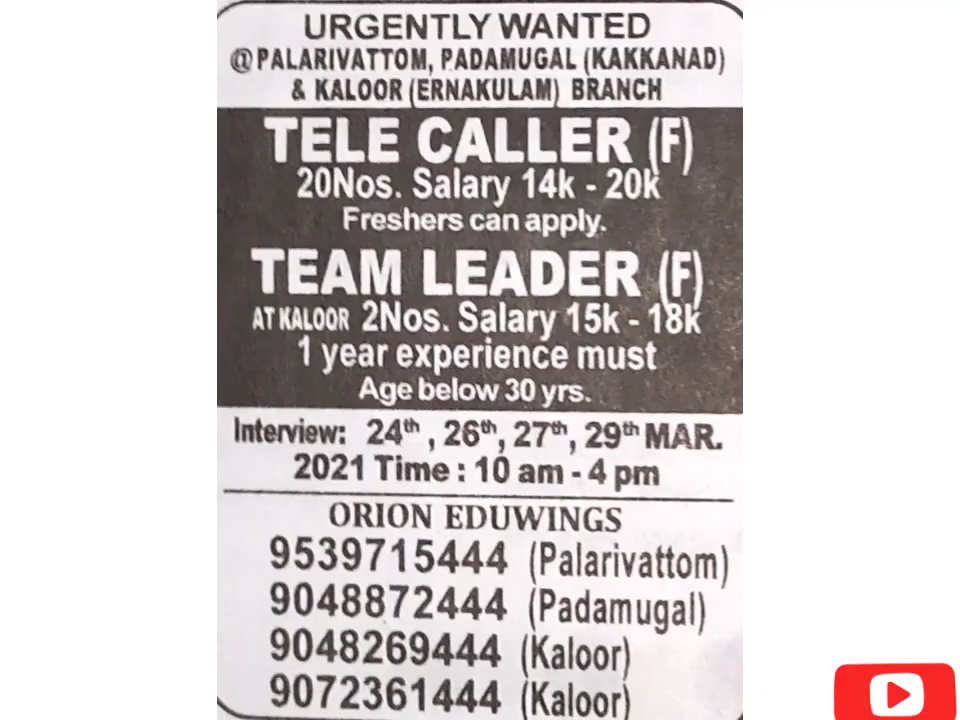 URGENTLY WANTED
@PALARIVATTOM, PADAMUGAL (KAKKANAD)
& KALOOR (ERNAKULAM) BRANCH
TELE CALLER (F)
20Nos. Salary 14k - 20k
Freshers can apply.
TEAM LEADER (F)
AT KALOOR 2Nos. Salary 15k - 18k
1 year experience must
Age below 30 yrs.
Interview: 24th, 26th, 27th, 29th MAR.
2021 Time : 10 am - 4 pm
ORION EDUWINGS
9539715444 (Palarivattom)
9048872444 (Padamugal)
9048269444 (Kaloor)
9072361444 (Kaloor)